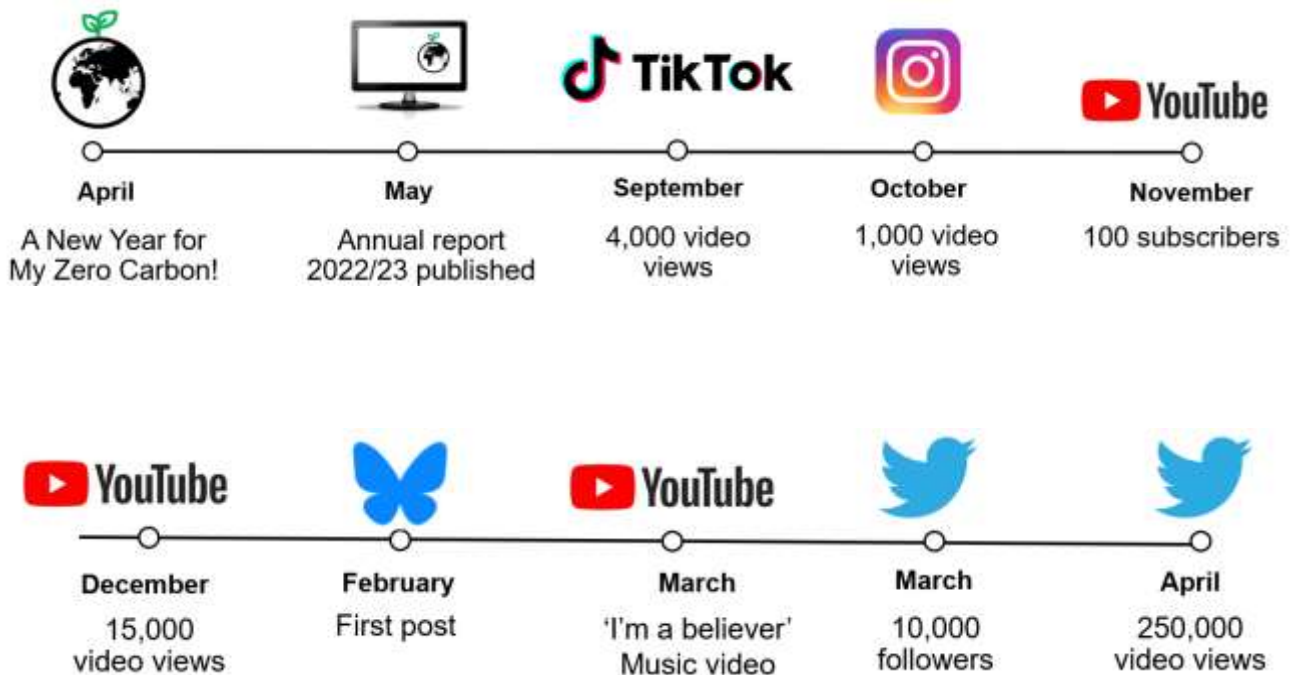 TikTok
YouTube
April
May
September
October
November
A New Year for
My Zero Carbon!
Annual report
2022/23 published
4,000 video
views
1,000 video
views
100 subscribers
YouTube
YouTube
December
February
March
March
April
15,000
video views
First post
‘I'm a believer’
Music video
10,000
followers
250,000
video views